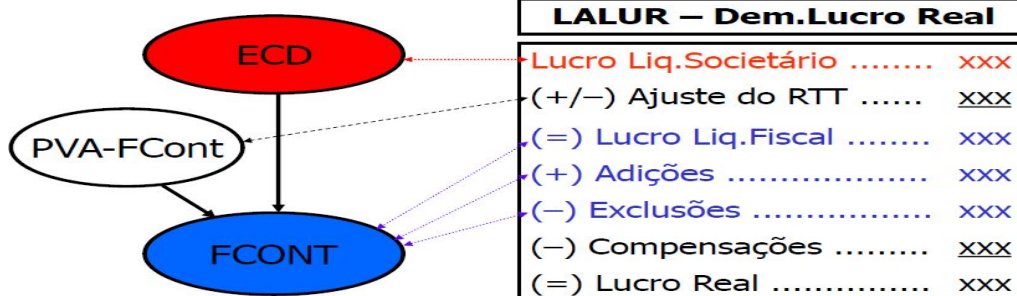 ECD
PVA-FCont
FCONT
LALUR – Dem.Lucro Real
Lucro Liq.Societário ........ xxx
(+/–) Ajuste do RTT ...... xxx
(=) Lucro Liq.Fiscal ........ xxx
(+) Adições ................... xxx
(–) Exclusões ................. xxx
(–) Compensações ......... xxx
(=) Lucro Real ............... xxx